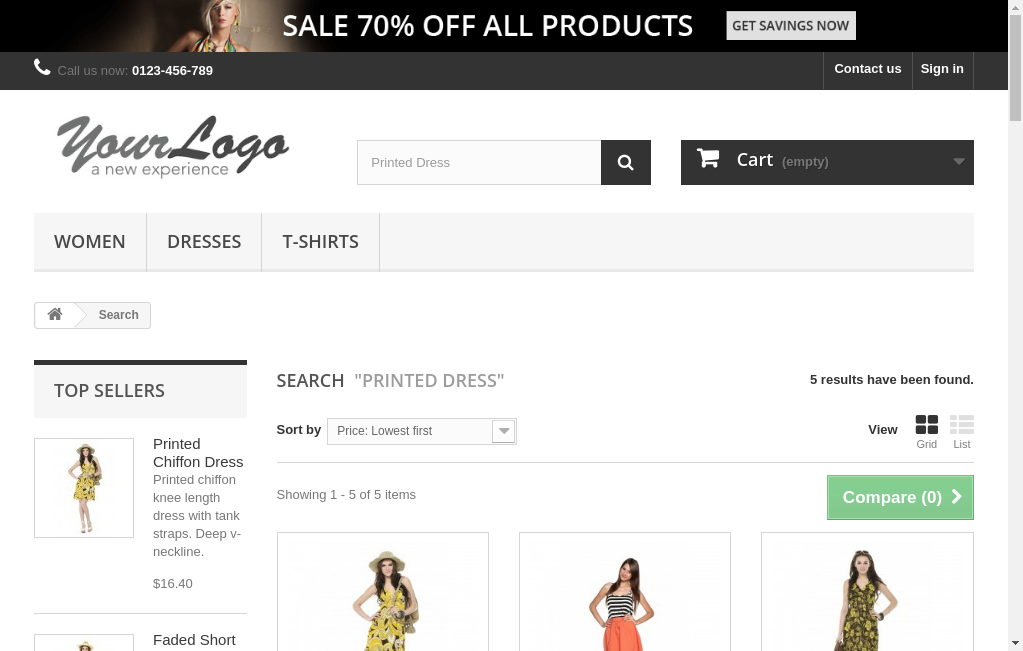 SALE 70% OFF ALL PRODUCTS GET SAVINGS NOW
Call us now: 0123-456-789 Contact us Sign in
YourLogo
a new experience
Printed Dress
Cart (empty)
WOMEN DRESSES T-SHIRTS
Search
TOP SELLERS
Printed
Chiffon Dress
Printed chiffon
knee length
dress with tank
straps. Deep v-
neckline.
$16.40
Faded Short
SEARCH "PRINTED DRESS" 5 results have been found.
Sort by Price: Lowest first View Grid List
Showing 1 - 5 of 5 items Compare (0)